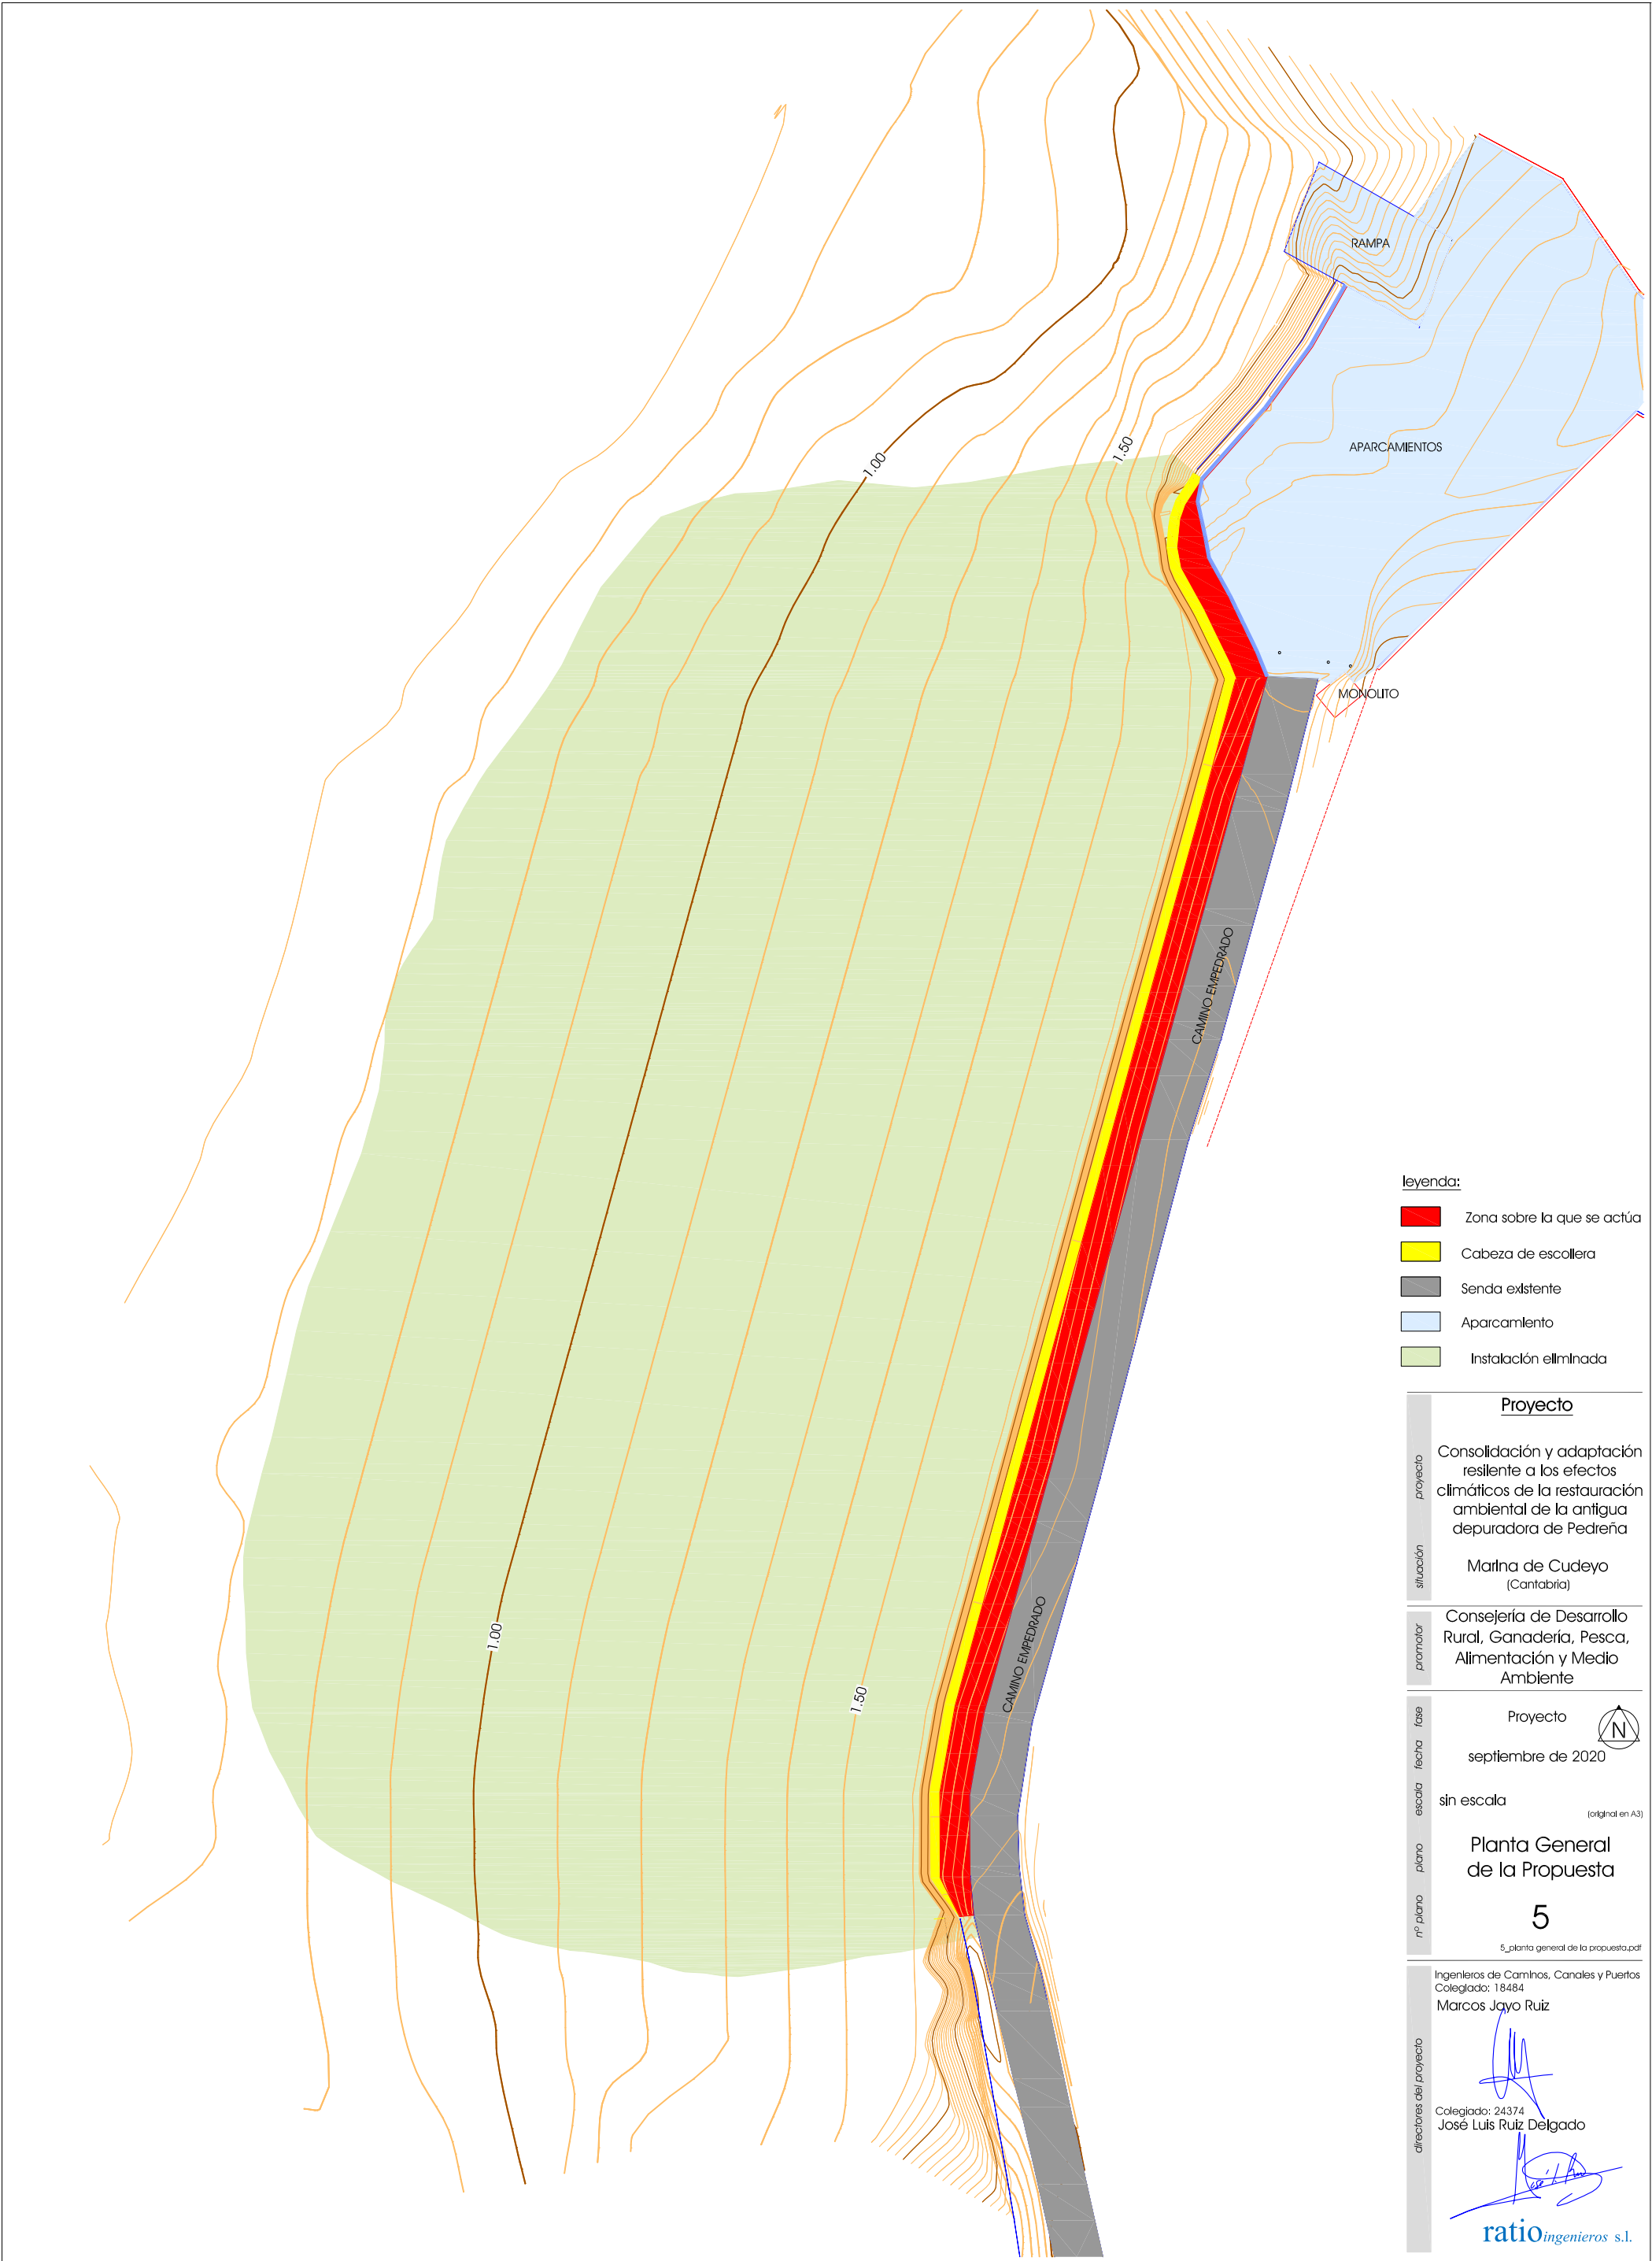 RAMPA
APARCAMIENTOS
1.50
1.00
MONOLITO
CAMINO EMPEDRADO
CAMINO EMPEDRADO
1.00
1.50
leyenda:
Zona sobre la que se actúa
Cabeza de escollera
Senda existente
Aparcamiento
Instalación eliminada
proyecto
Proyecto
Consolidación y adaptación
resilente a los efectos
climáticos de la restauración
ambiental de la antigua
depuradora de Pedreña
situación
Marina de Cudeyo
(Cantabria)
promotor
Consejería de Desarrollo
Rural, Ganadería, Pesca,
Alimentación y Medio
Ambiente
fase
Proyecto
N
fecha
septiembre de 2020
escala
sin escala
(original en A3)
plano
Planta General
de la Propuesta
nº plano
5
5_planta general de la propuesta.pdf
directores del proyecto
Ingenieros de Caminos, Canales y Puertos
Colegiado: 18484
Marcos Jayo Ruiz
Colegiado: 24374
José Luis Ruiz Delgado
ratio ingenieros s.l.